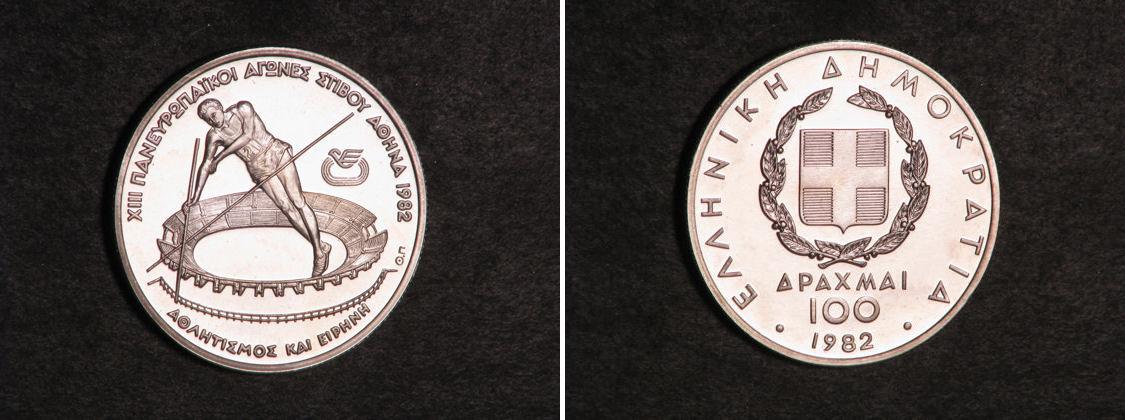 XIII ΠΑΝΕΥΡΩΠΑΪΚΟΙ ΑΓΩΝΕΣ ΣΤΙΒΟΥ ΑΘΗΝΑ 1982
Ο.Π.
ΑΘΛΗΤΙΣΜΟΣ ΚΑΙ ΕΙΡΗΝΗ
ΕΛΛΗΝΙΚΗ ΔΗΜΟΚΡΑΤΙΑ
ΔΡΑΧΜΑΙ
100
• 1982 •